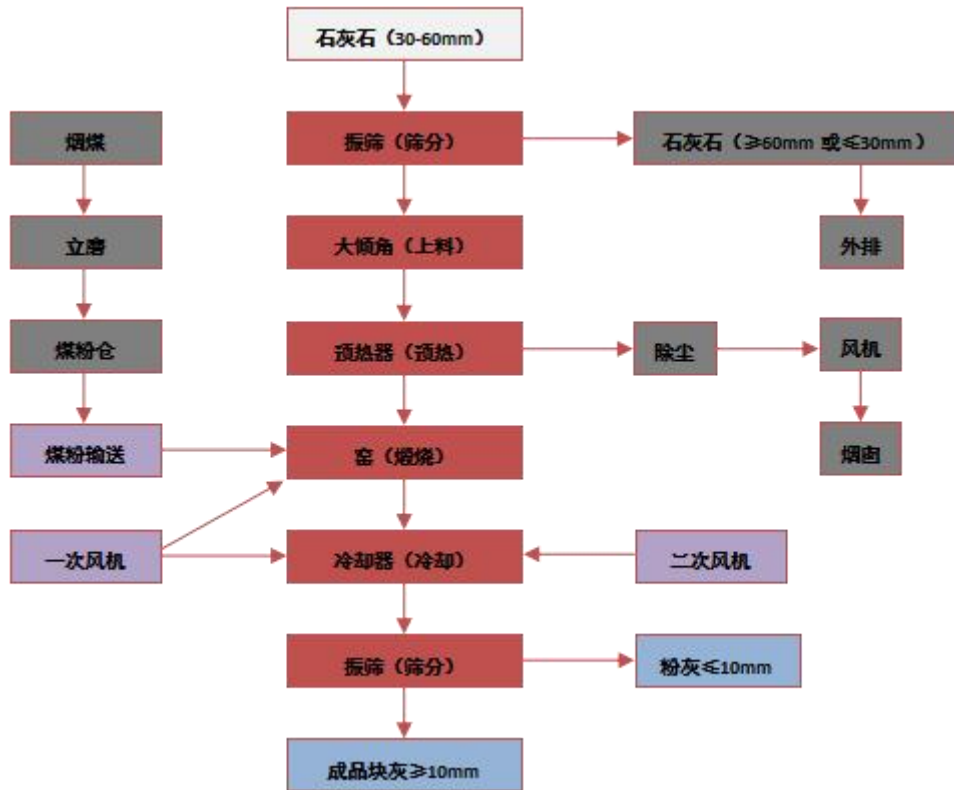 石灰石（30-60mm）
烟煤
振筛（筛分）
石灰石（≥60mm 或≤30mm）
立磨
大倾角（上料）
外排
煤粉仓
预热器（预热）
除尘
风机
煤粉输送
窑（煅烧）
烟囱
一次风机
冷却器（冷却）
二次风机
振筛（筛分）
粉灰≤10mm
成品块灰≥10mm